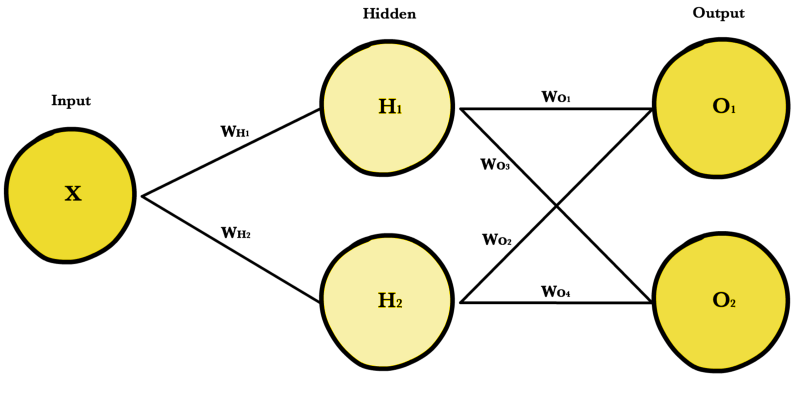 Input
Hidden
Output
X
WH1
WH2
H1
H2
WO1
WO3
WO2
WO4
O1
O2